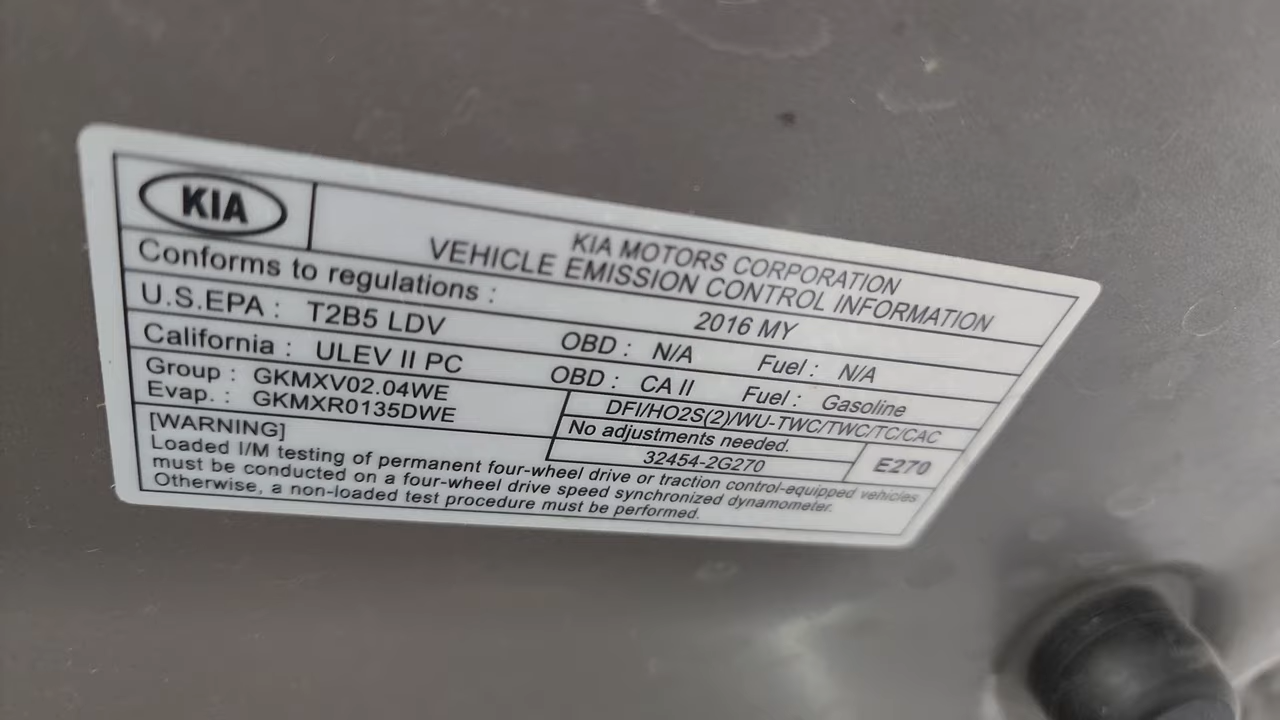 KIA
KIA MOTORS CORPORATION
VEHICLE EMISSION CONTROL INFORMATION
Conforms to regulations : 2016 MY
U.S.EPA : T2B5 LDV OBD : N/A Fuel : N/A
California : ULEV II PC OBD : CA II Fuel : Gasoline
Group : GKMXV02.04WE
Evap. : GKMXR0135DWE
DFI/HO2S(2)/WU-TWC/TWC/TC/CAC
No adjustments needed.
32454-2G270
E270
[WARNING]
Loaded I/M testing of permanent four-wheel drive or traction control-equipped vehicles
must be conducted on a four-wheel drive speed synchronized dynamometer.
Otherwise, a non-loaded test procedure must be performed.